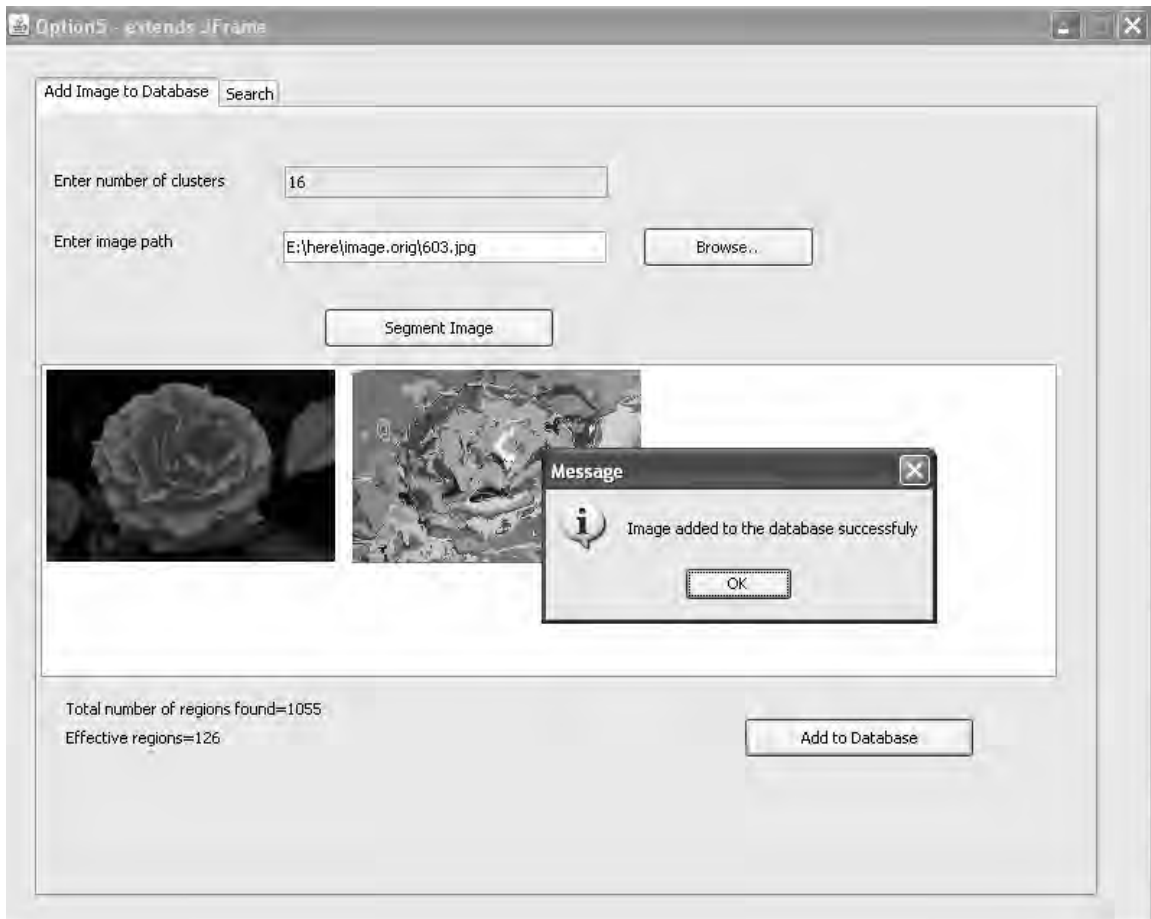 Option5 - extends JFrame
Add Image to Database
Search
Enter number of clusters
16
Enter image path
E:\here\image.orig\603.jpg
Browse..
Segment Image
Message
Image added to the database successfuly
OK
Total number of regions found=1055
Effective regions=126
Add to Database